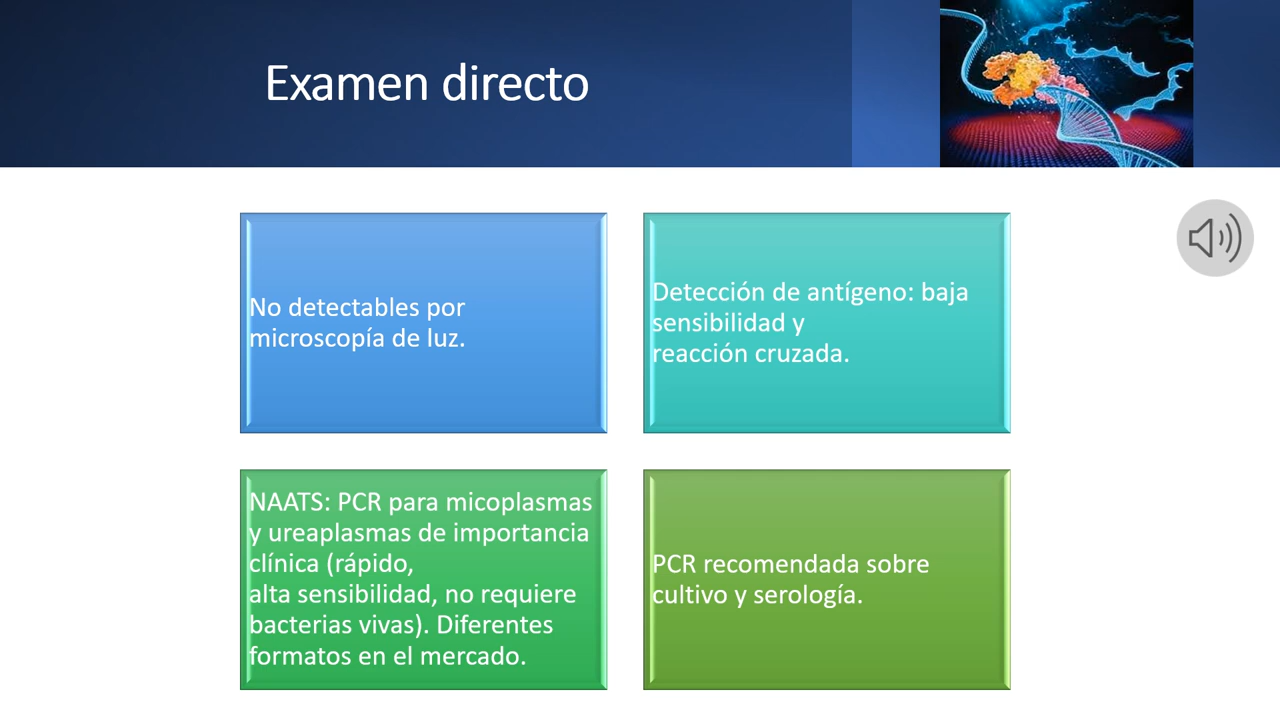 Examen directo
No detectables por
microscopía de luz.
Detección de antígeno: baja
sensibilidad y
reacción cruzada.
NAATS: PCR para micoplasmas
y ureaplasmas de importancia
clínica (rápido,
alta sensibilidad, no requiere
bacterias vivas). Diferentes
formatos en el mercado.
PCR recomendada sobre
cultivo y serología.